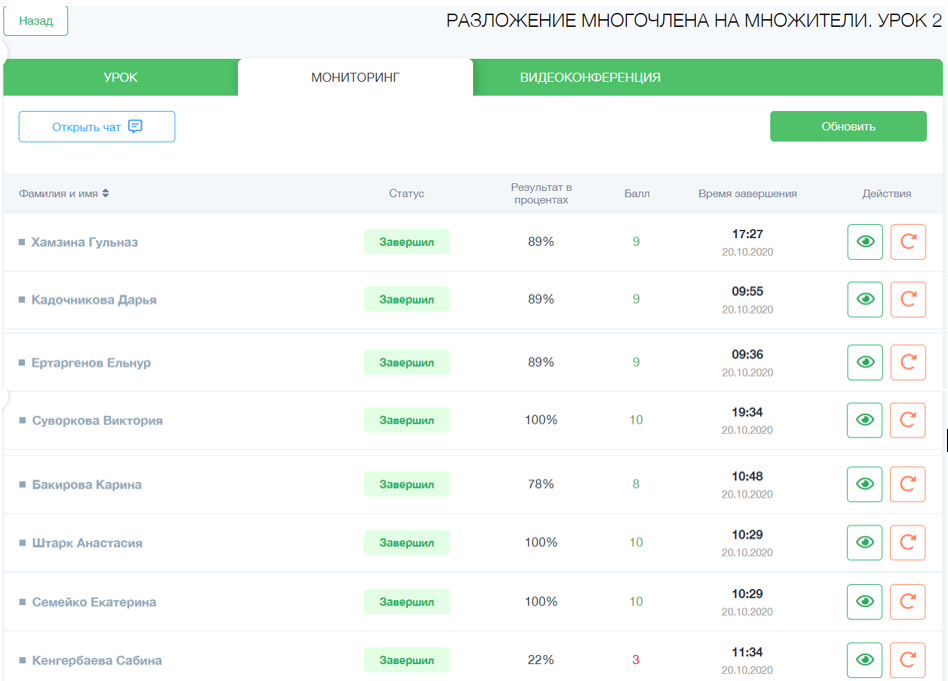 Назад
РАЗЛОЖЕНИЕ МНОГОЧЛЕНА НА МНОЖИТЕЛИ. УРОК 2
УРОК МОНИТОРИНГ ВИДЕОКОНФЕРЕНЦИЯ
Открыть чат Обновить
Фамилия и имя Статус Результат в процентах Балл Время завершения Действия
Хамзина Гульназ Завершил 89% 9 17:27
20.10.2020
Кадочникова Дарья Завершил 89% 9 09:55
20.10.2020
Ертаргенов Ельнур Завершил 89% 9 09:36
20.10.2020
Суворкова Виктория Завершил 100% 10 19:34
20.10.2020
Бакирова Карина Завершил 78% 8 10:48
20.10.2020
Штарк Анастасия Завершил 100% 10 10:29
20.10.2020
Семейко Екатерина Завершил 100% 10 10:29
20.10.2020
Кенгербаева Сабина Завершил 22% 3 11:34
20.10.2020